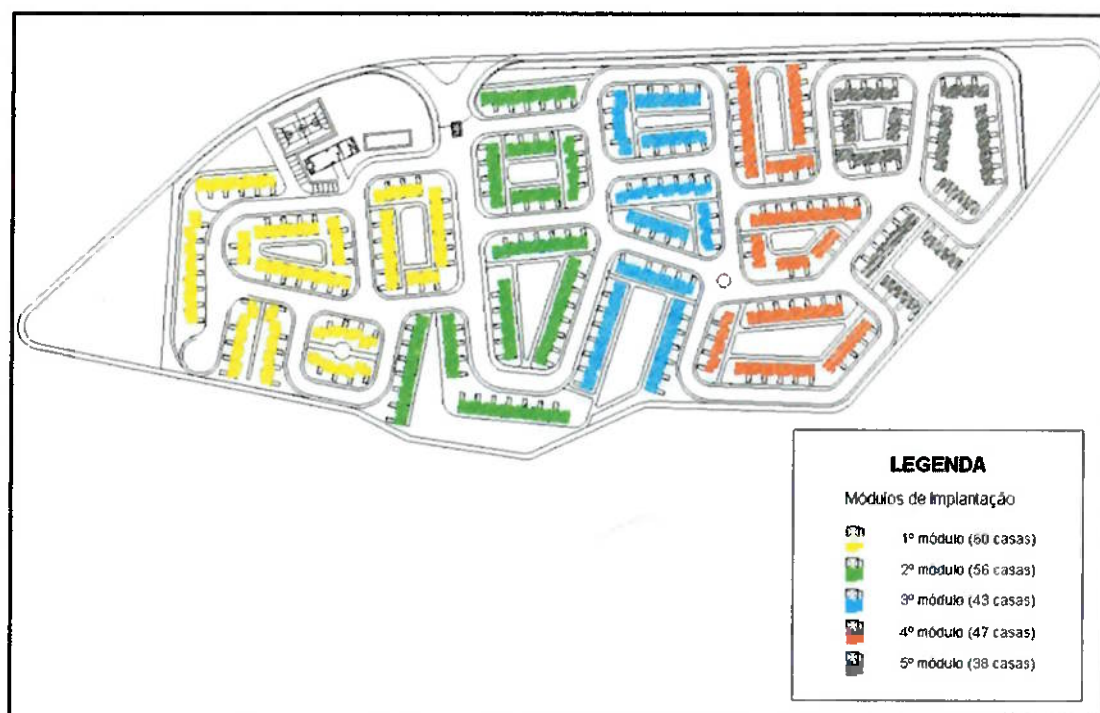 LEGENDA
Módulos de Implantação
1º módulo (60 casas)
2º módulo (56 casas)
3º módulo (43 casas)
4º módulo (47 casas)
5º módulo (38 casas)